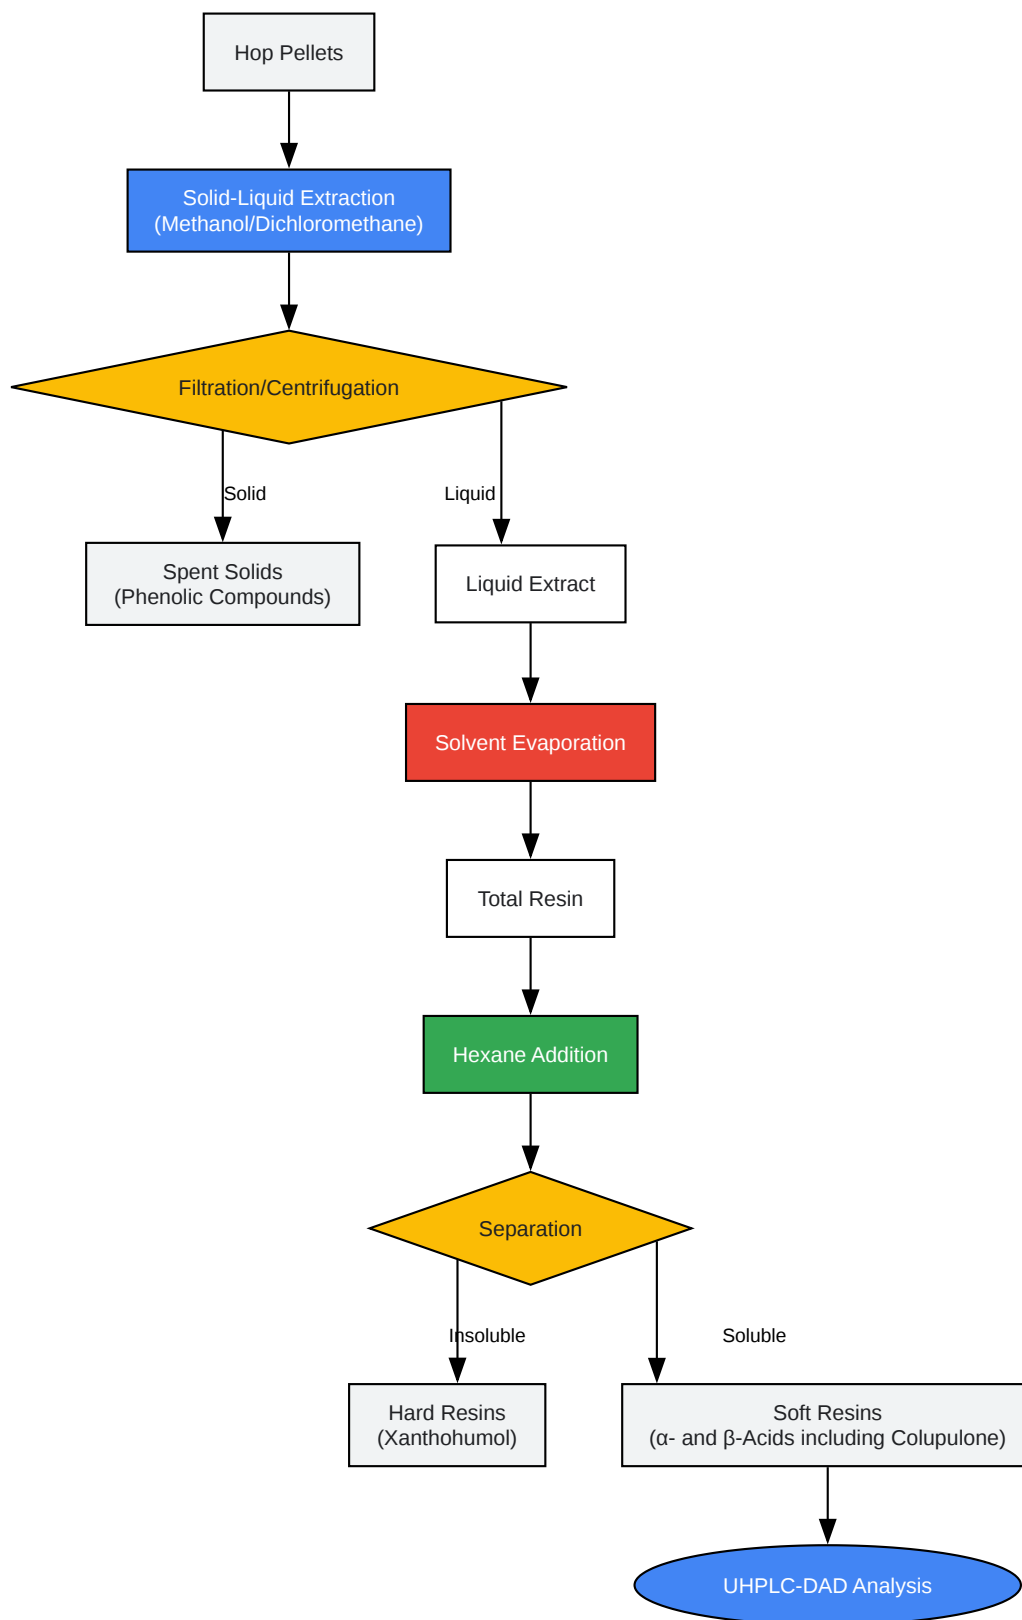 Hop Pellets
Solid-Liquid Extraction
(Methanol/Dichloromethane)
Filtration/Centrifugation
Solid
Liquid
Spent Solids
(Phenolic Compounds)
Liquid Extract
Solvent Evaporation
Total Resin
Hexane Addition
Separation
Insoluble
Soluble
Hard Resins
(Xanthohumol)
Soft Resins
(α- and β-Acids including Colupulone)
UHPLC-DAD Analysis